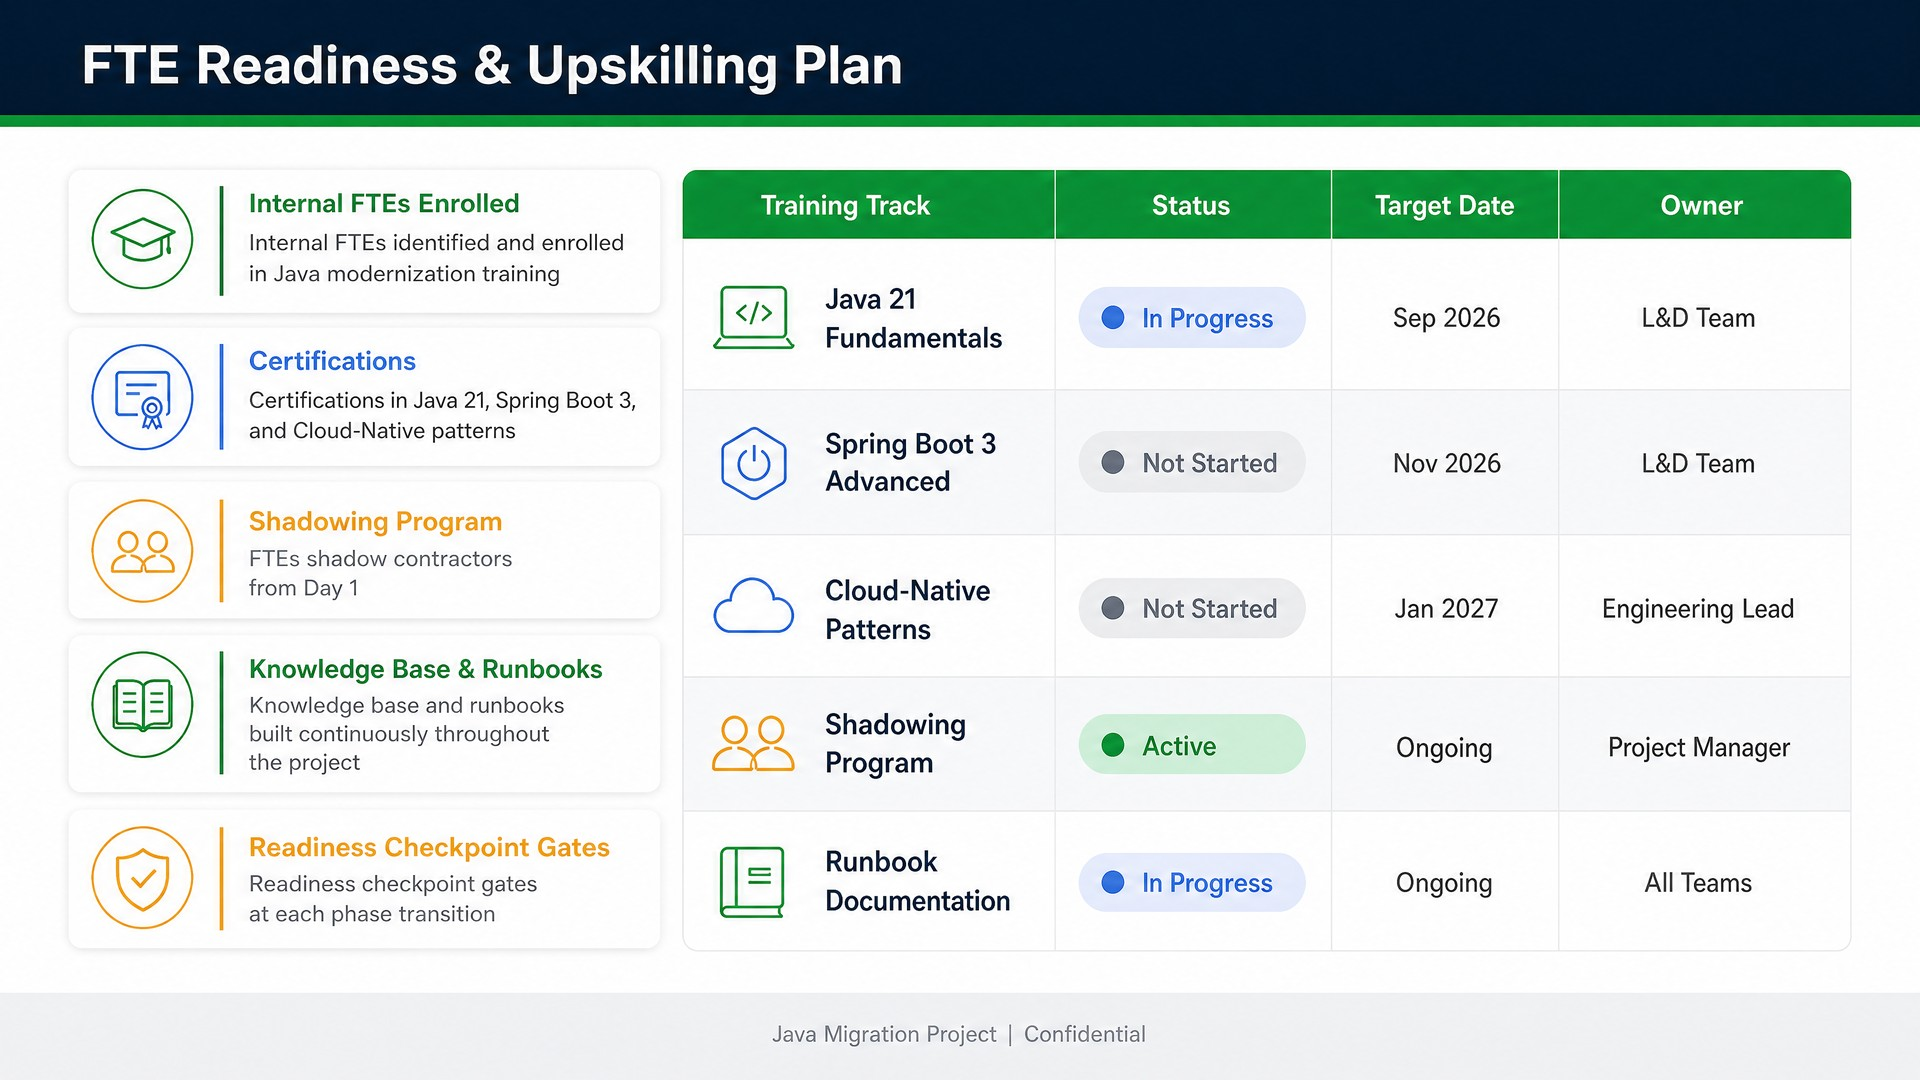 FTE Readiness & Upskilling Plan
Internal FTEs Enrolled
Internal FTEs identified and enrolled
in Java modernization training
Certifications
Certifications in Java 21, Spring Boot 3,
and Cloud-Native patterns
Shadowing Program
FTEs shadow contractors
from Day 1
Knowledge Base & Runbooks
Knowledge base and runbooks
built continuously throughout
the project
Readiness Checkpoint Gates
Readiness checkpoint gates
at each phase transition
Training Track
Status
Target Date
Owner
</>
Java 21
Fundamentals
In Progress
Sep 2026
L&D Team
Spring Boot 3
Advanced
Not Started
Nov 2026
L&D Team
Cloud-Native
Patterns
Not Started
Jan 2027
Engineering Lead
Shadowing
Program
Active
Ongoing
Project Manager
Runbook
Documentation
In Progress
Ongoing
All Teams
Java Migration Project | Confidential